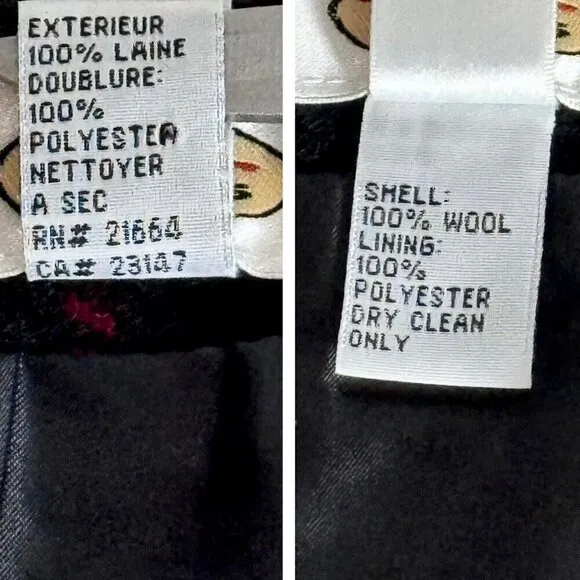 EXTERIEUR
100% LAINE
DOUBLURE:
100%
POLYESTER
NETTOYER
A SEC
RN# 21664
CA# 23147
SHELL:
100% WOOL
LINING:
100%
POLYESTER
DRY CLEAN
ONLY